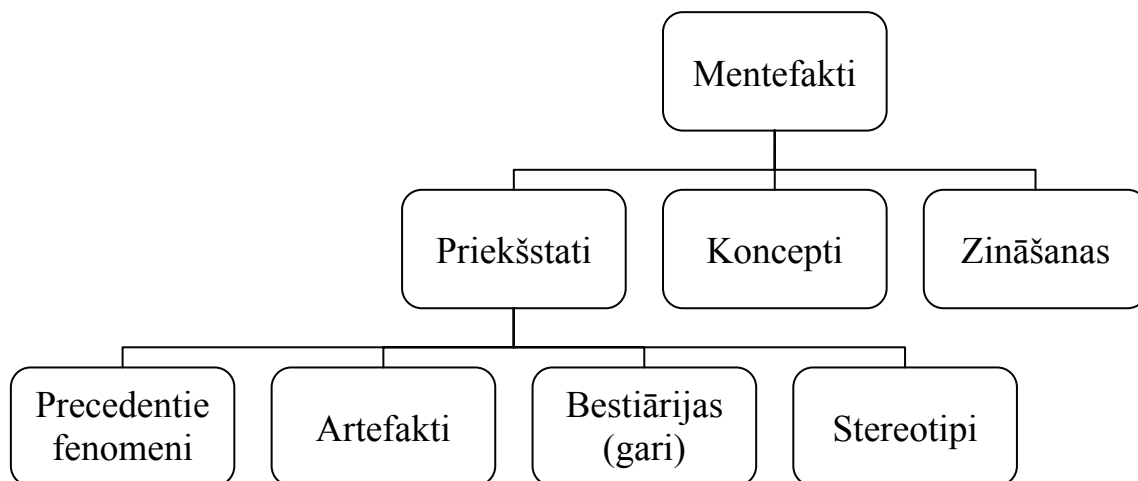 Mentefakti
Priekšstati
Koncepti
Zināšanas
Precedentie
fenomeni
Artefakti
Bestiārijas
(gari)
Stereotipi